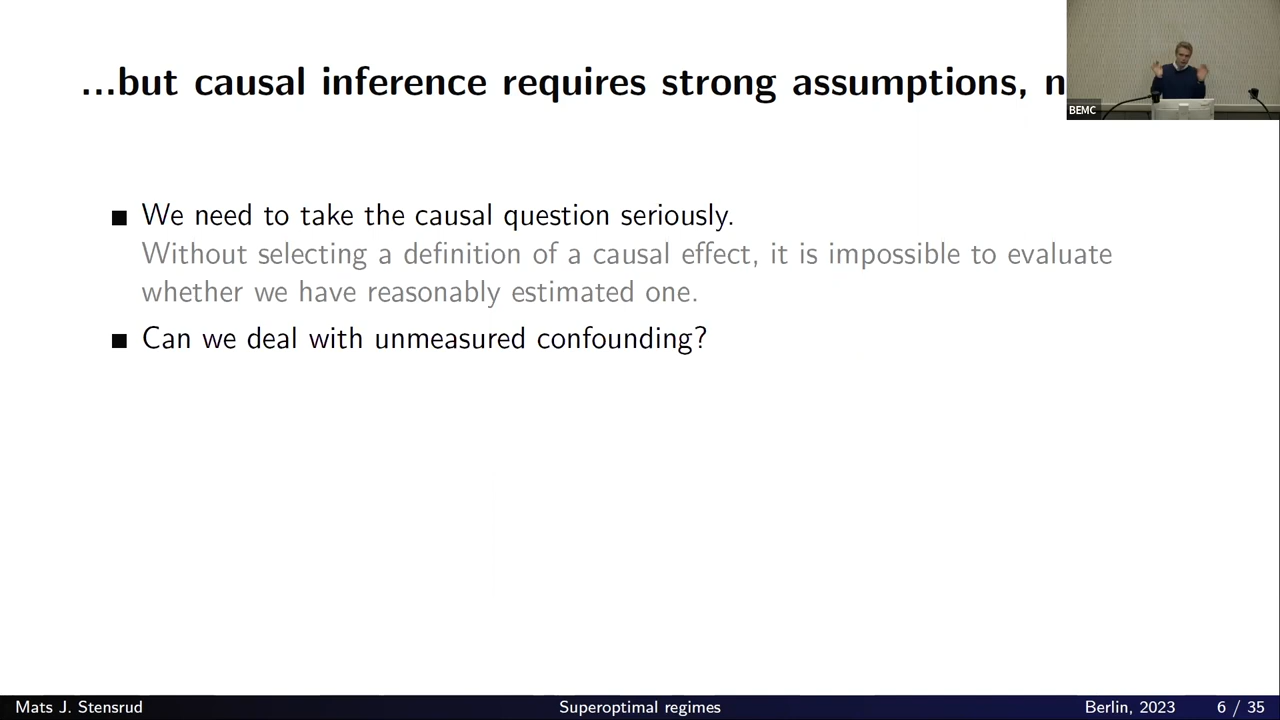 ...but causal inference requires strong assumptions,
BEMC
■ We need to take the causal question seriously.
Without selecting a definition of a causal effect, it is impossible to evaluate
whether we have reasonably estimated one.
■ Can we deal with unmeasured confounding?
Mats J. Stensrud
Superoptimal regimes
Berlin, 2023
6 / 35